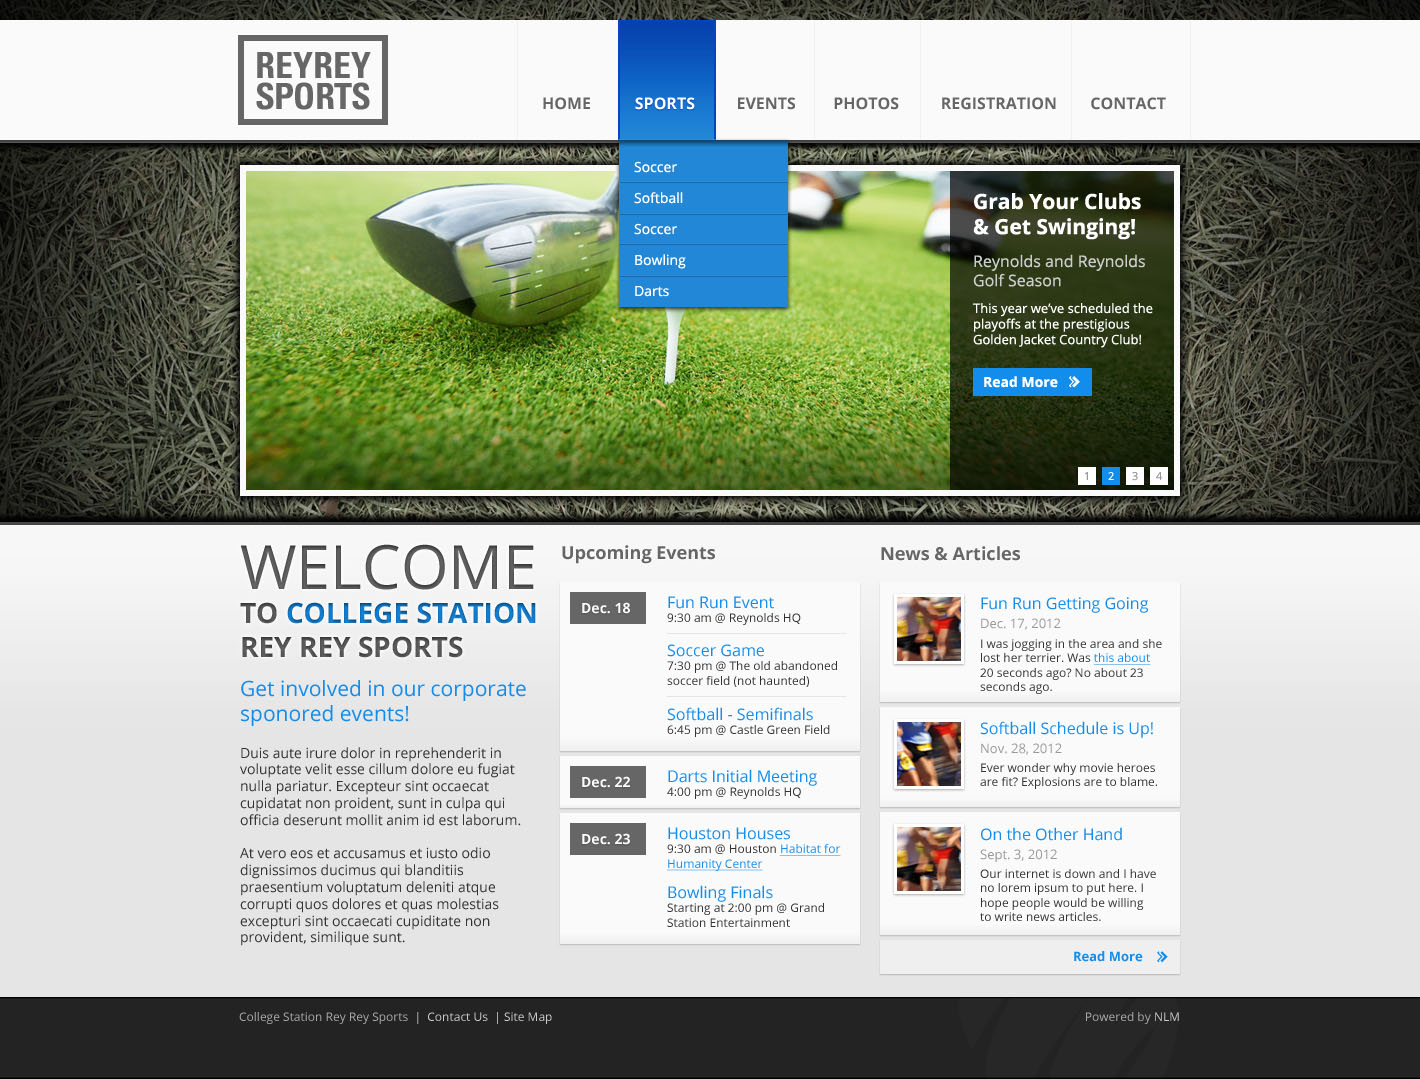 REYREY
SPORTS
HOME
SPORTS
EVENTS
PHOTOS
REGISTRATION
CONTACT
Soccer
Softball
Soccer
Bowling
Darts
Grab Your Clubs
& Get Swinging!
Reynolds and Reynolds
Golf Season
This year we've scheduled the
playoffs at the prestigious
Golden Jacket Country Club!
Read More
1 2 3 4
WELCOME
TO COLLEGE STATION
REY REY SPORTS
Get involved in our corporate
sponored events!
Duis aute irure dolor in reprehenderit in
voluptate velit esse cillum dolore eu fugiat
nulla pariatur. Excepteur sint occaecat
cupidatat non proident, sunt in culpa qui
officia deserunt mollit anim id est laborum.
At vero eos et accusamus et iusto odio
dignissimos ducimus qui blanditiis
praesentium voluptatum deleniti atque
corrupti quos dolores et quas molestias
excepturi sint occaecati cupiditate non
provident, similique sunt.
Upcoming Events
Dec. 18
Fun Run Event
9:30 am @ Reynolds HQ
Soccer Game
7:30 pm @ The old abandoned
soccer field (not haunted)
Softball - Semifinals
6:45 pm @ Castle Green Field
Dec. 22
Darts Initial Meeting
4:00 pm @ Reynolds HQ
Dec. 23
Houston Houses
9:30 am @ Houston Habitat for
Humanity Center
Bowling Finals
Starting at 2:00 pm @ Grand
Station Entertainment
News & Articles
Fun Run Getting Going
Dec. 17, 2012
I was jogging in the area and she
lost her terrier. Was this about
20 seconds ago? No about 23
seconds ago.
Softball Schedule is Up!
Nov. 28, 2012
Ever wonder why movie heroes
are fit? Explosions are to blame.
On the Other Hand
Sept. 3, 2012
Our internet is down and I have
no lorem ipsum to put here. I
hope people would be willing
to write news articles.
Read More
College Station Rey Rey Sports | Contact Us | Site Map
Powered by NLM